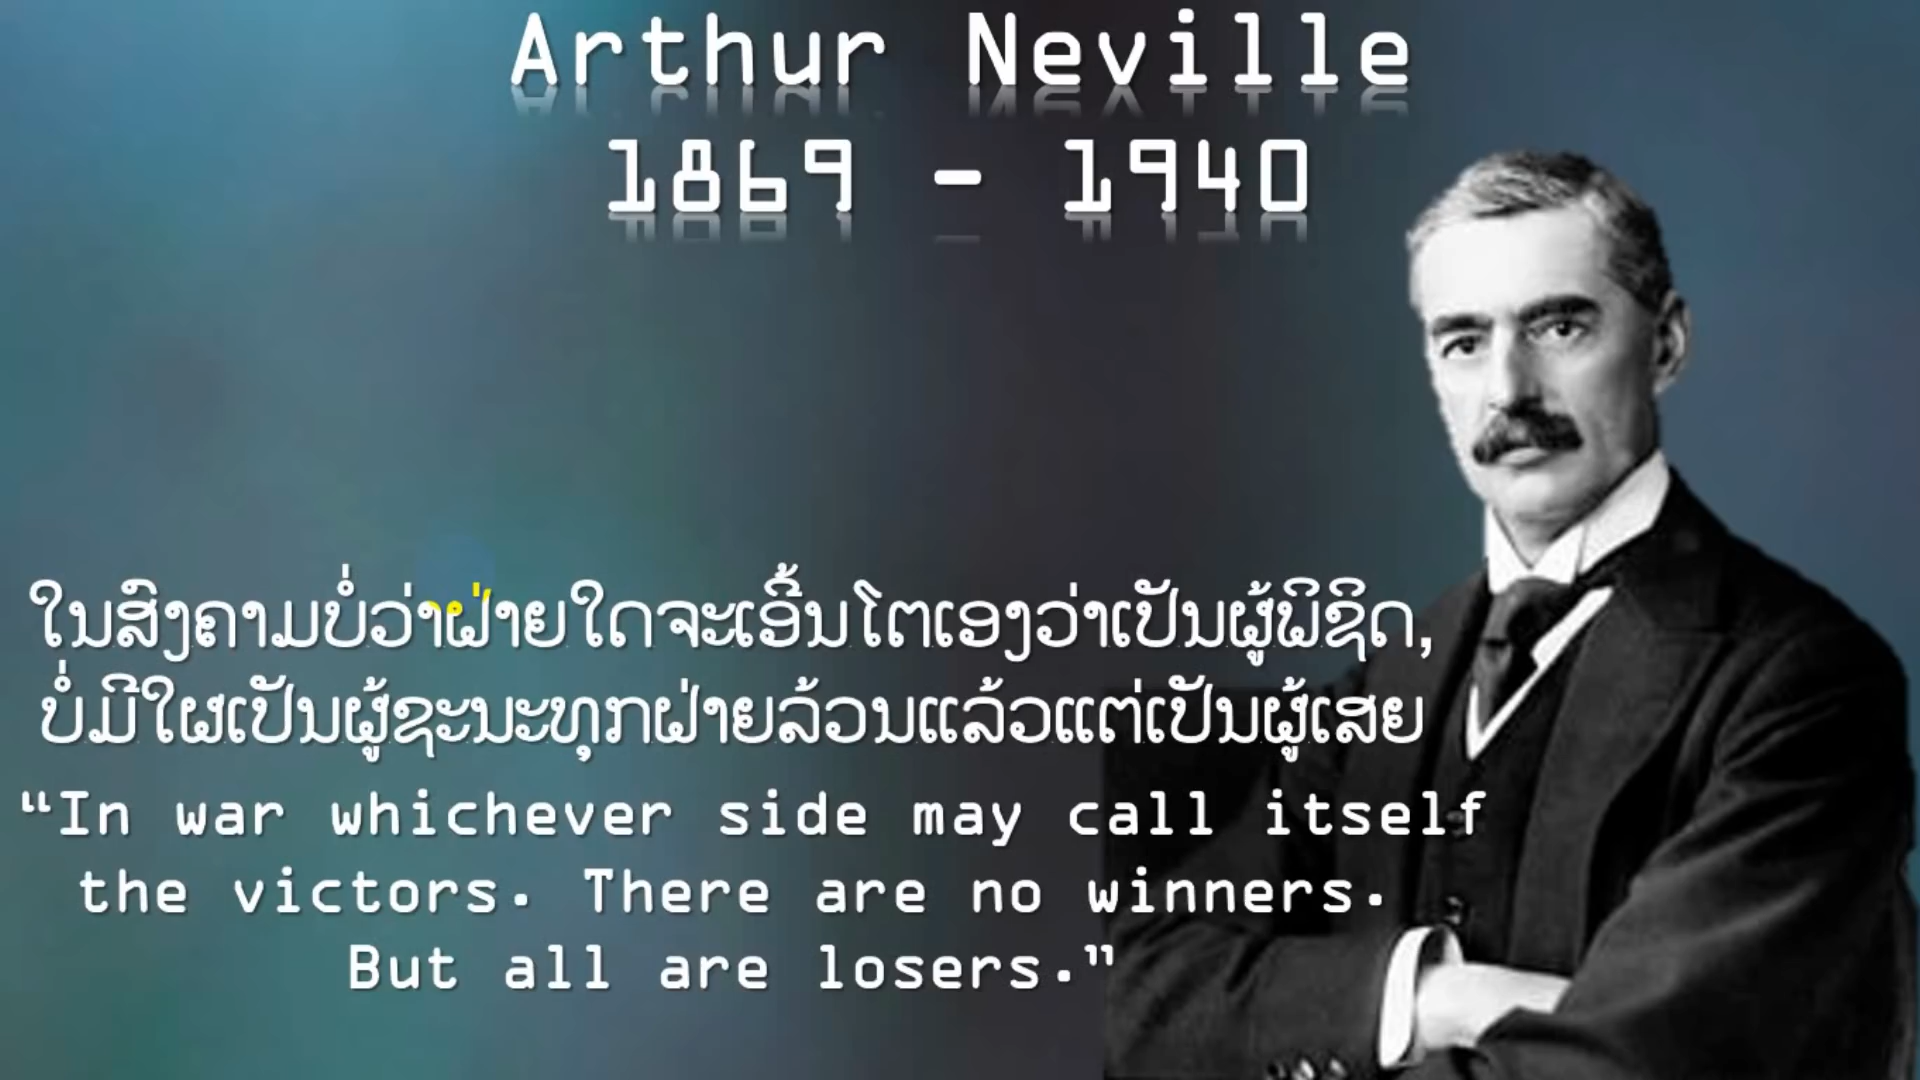 Arthur Neville
1869 - 1940
ໃນສົງຄາມບໍ່ວ່າຝ່າຍໃດຈະເອີ້ນໂຕເອງວ່າເປັນຜູ້ພິຊິດ,
ບໍ່ມີໃຜເປັນຜູ້ຊະນະທຸກຝ່າຍລ້ວນແລ້ວແຕ່ເປັນຜູ້ເສຍ
“In war whichever side may call itself
the victors. There are no winners.
But all are losers.”